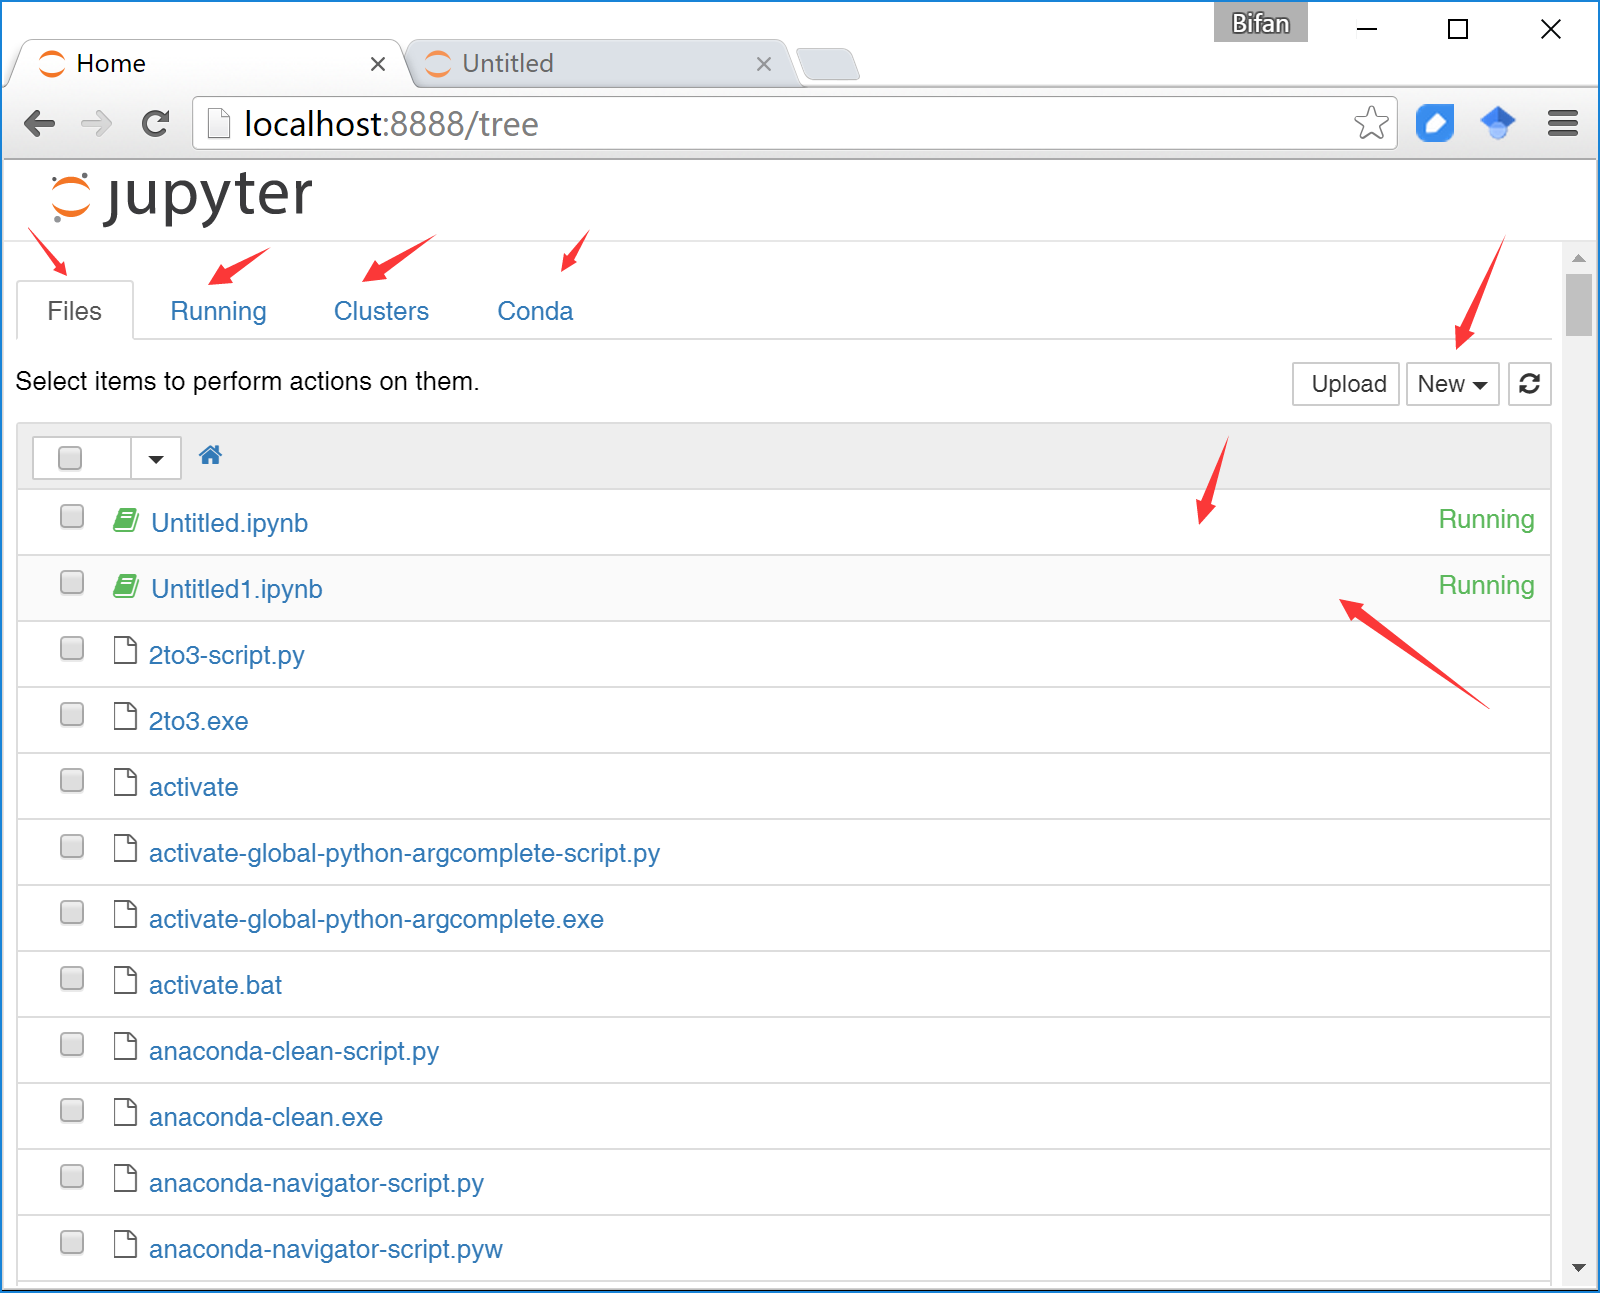 Bifan
Home Untitled
localhost:8888/tree
jupyter
Files Running Clusters Conda
Select items to perform actions on them. Upload New
Untitled.ipynb Running
Untitled1.ipynb Running
2to3-script.py
2to3.exe
activate
activate-global-python-argcomplete-script.py
activate-global-python-argcomplete.exe
activate.bat
anaconda-clean-script.py
anaconda-clean.exe
anaconda-navigator-script.py
anaconda-navigator-script.pyw